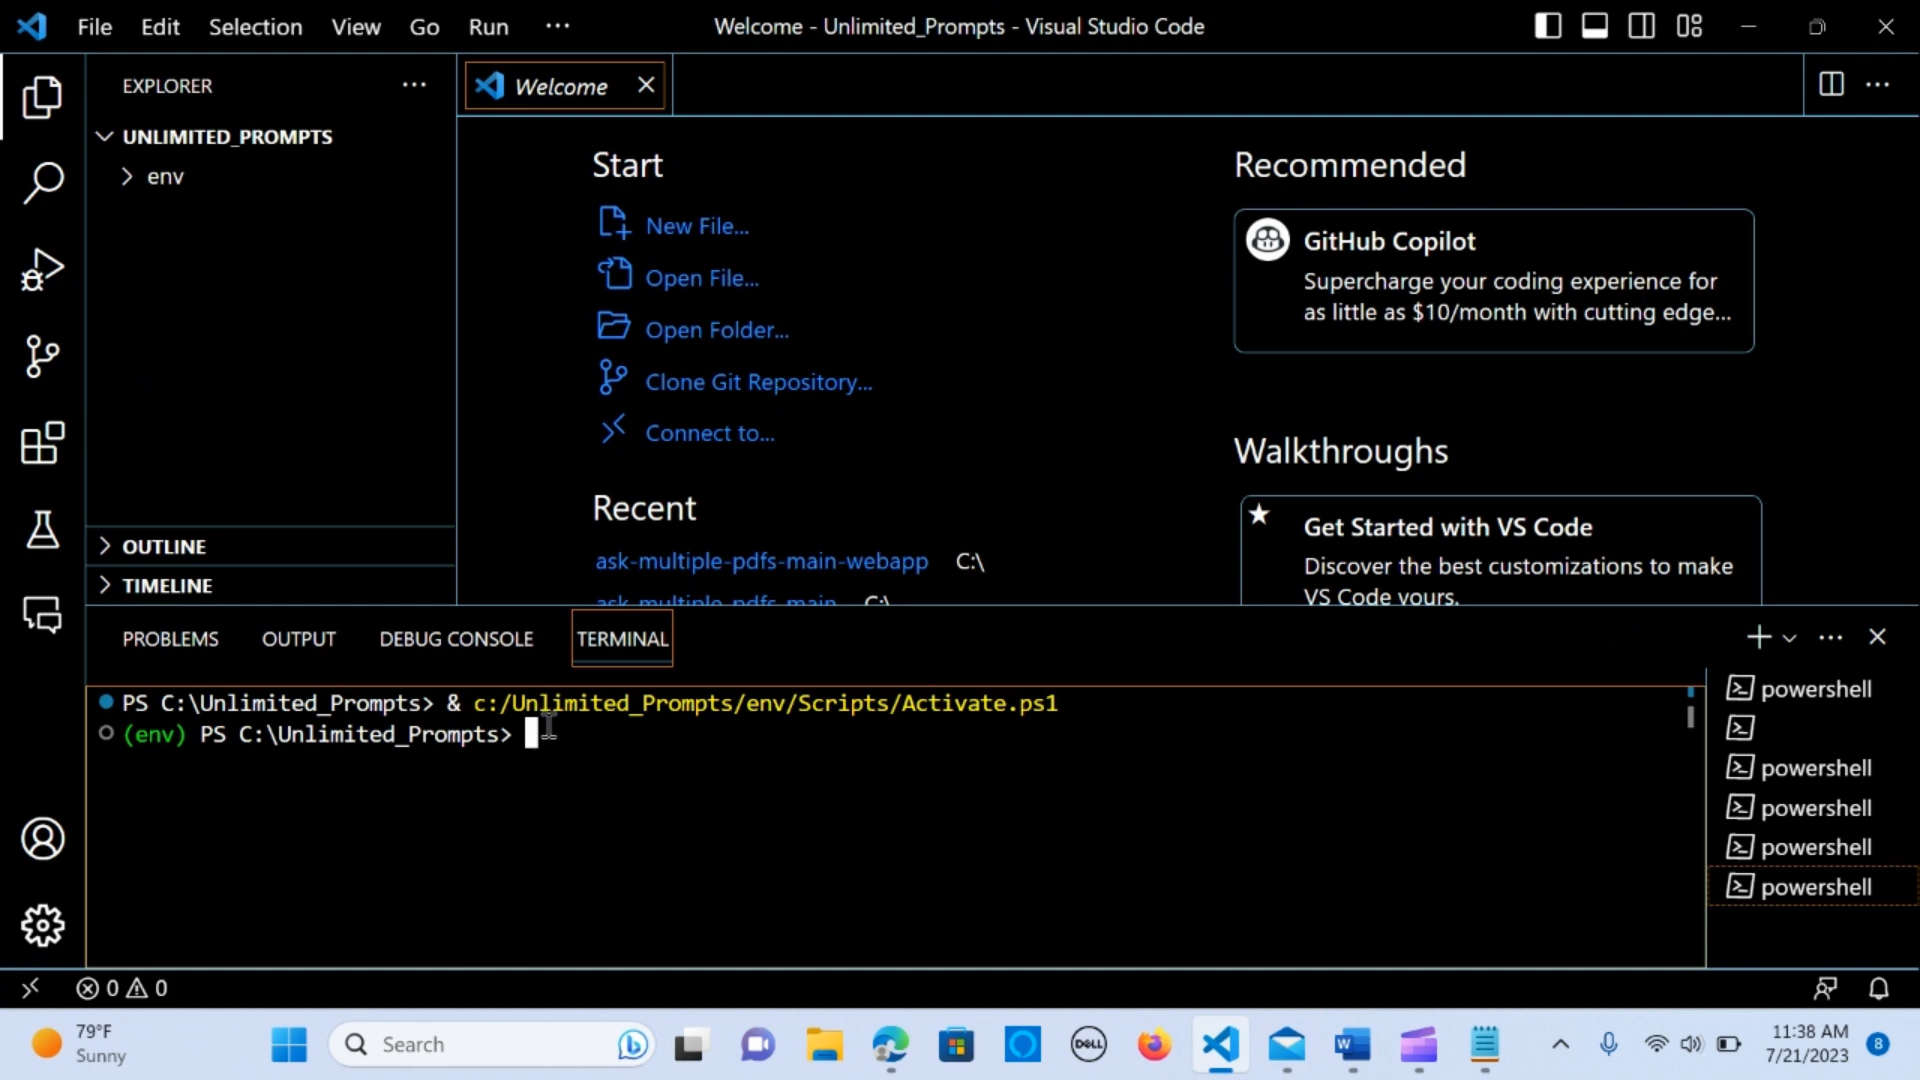 File Edit Selection View Go Run ··· Welcome - Unlimited_Prompts - Visual Studio Code
EXPLORER ···
Welcome
UNLIMITED_PROMPTS
env
OUTLINE
TIMELINE
Start
New File...
Open File...
Open Folder...
Clone Git Repository...
Connect to...
Recent
ask-multiple-pdfs-main-webapp C:\
ask-multiple-pdfs-main C:\
Recommended
GitHub Copilot
Supercharge your coding experience for
as little as $10/month with cutting edge...
Walkthroughs
Get Started with VS Code
Discover the best customizations to make
VS Code yours.
PROBLEMS OUTPUT DEBUG CONSOLE TERMINAL
PS C:\Unlimited_Prompts> & c:/Unlimited_Prompts/env/Scripts/Activate.ps1
(env) PS C:\Unlimited_Prompts>
powershell
powershell
powershell
powershell
powershell
0 0
79°F
Sunny
Search
DELL
W
11:38 AM
7/21/2023
8